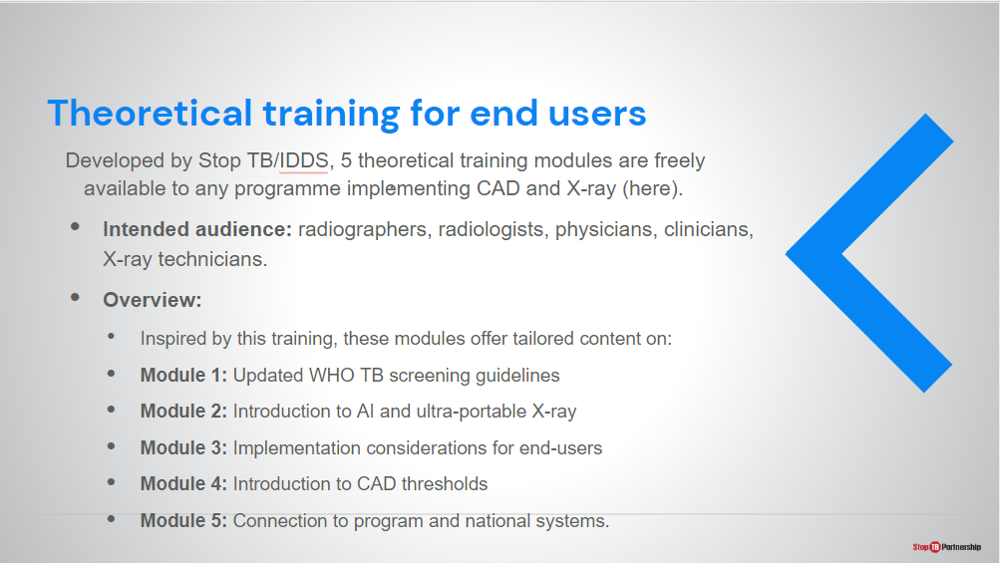 Theoretical training for end users
Developed by Stop TB/IDDS, 5 theoretical training modules are freely
available to any programme implementing CAD and X-ray (here).
• Intended audience: radiographers, radiologists, physicians, clinicians,
X-ray technicians.
• Overview:
• Inspired by this training, these modules offer tailored content on:
• Module 1: Updated WHO TB screening guidelines
• Module 2: Introduction to AI and ultra-portable X-ray
• Module 3: Implementation considerations for end-users
• Module 4: Introduction to CAD thresholds
• Module 5: Connection to program and national systems.
Stop TB Partnership